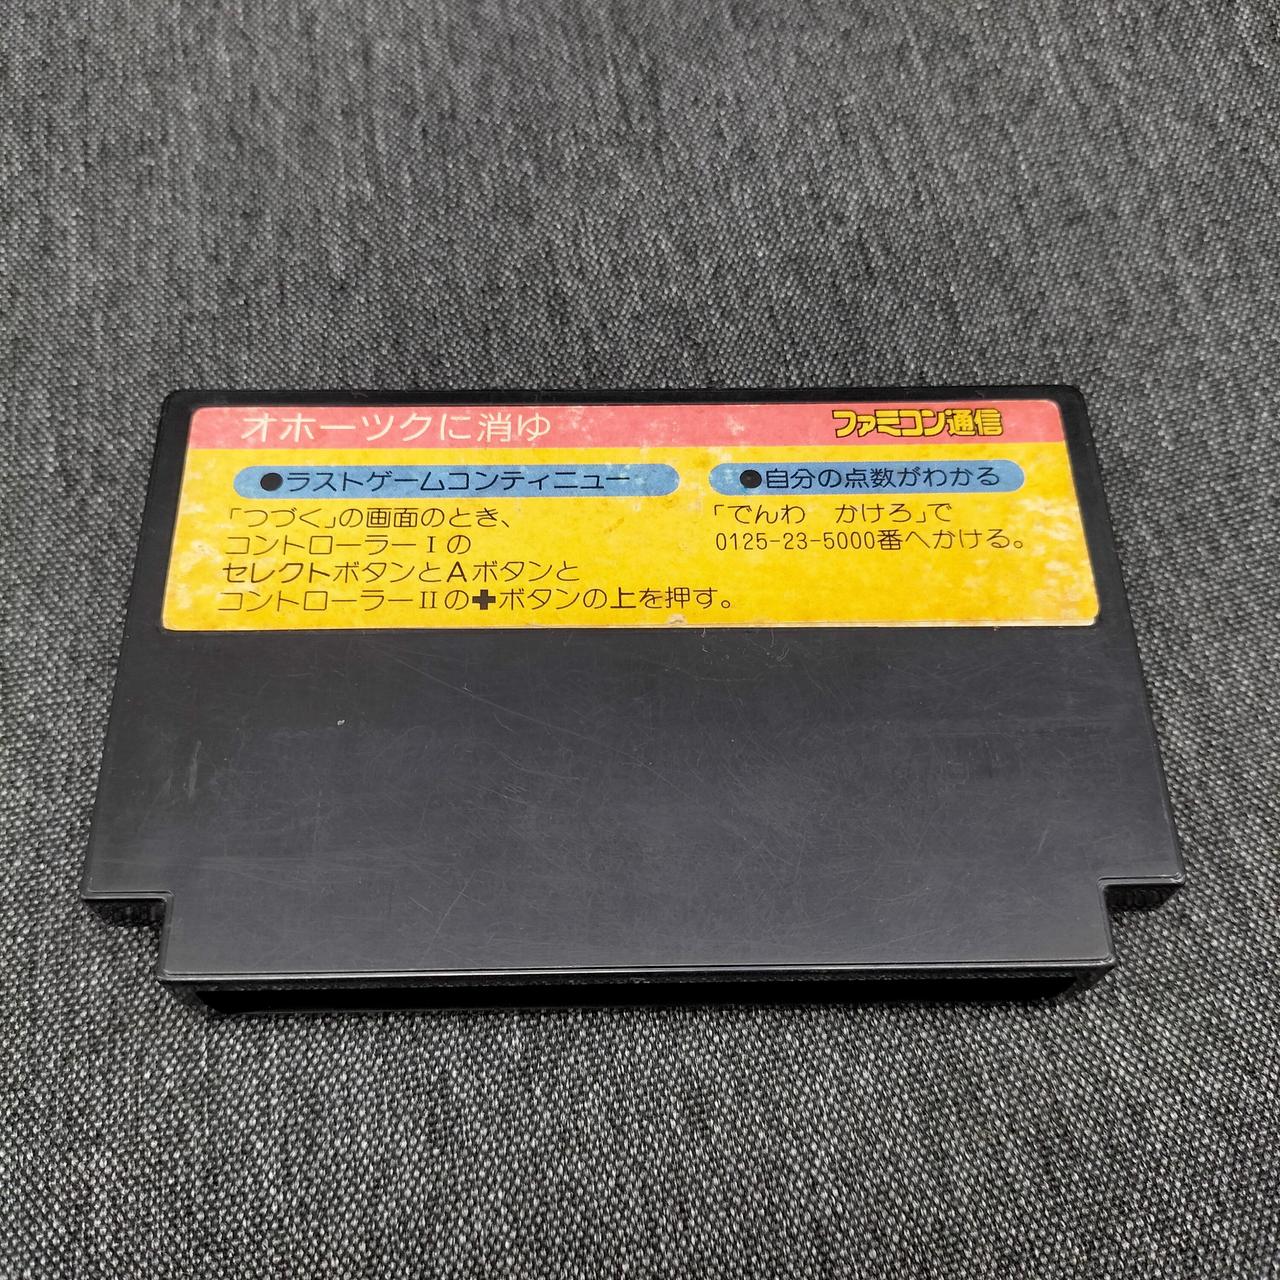 オホーツクに消ゆ
ファミコン通信
●ラストゲームコンティニュー
「つづく」の画面のとき、
コントローラーⅠの
セレクトボタンとAボタンと
コントローラーⅡの✚ボタンの上を押す。
●自分の点数がわかる
「でんわ　かけろ」で
0125-23-5000番へかける。